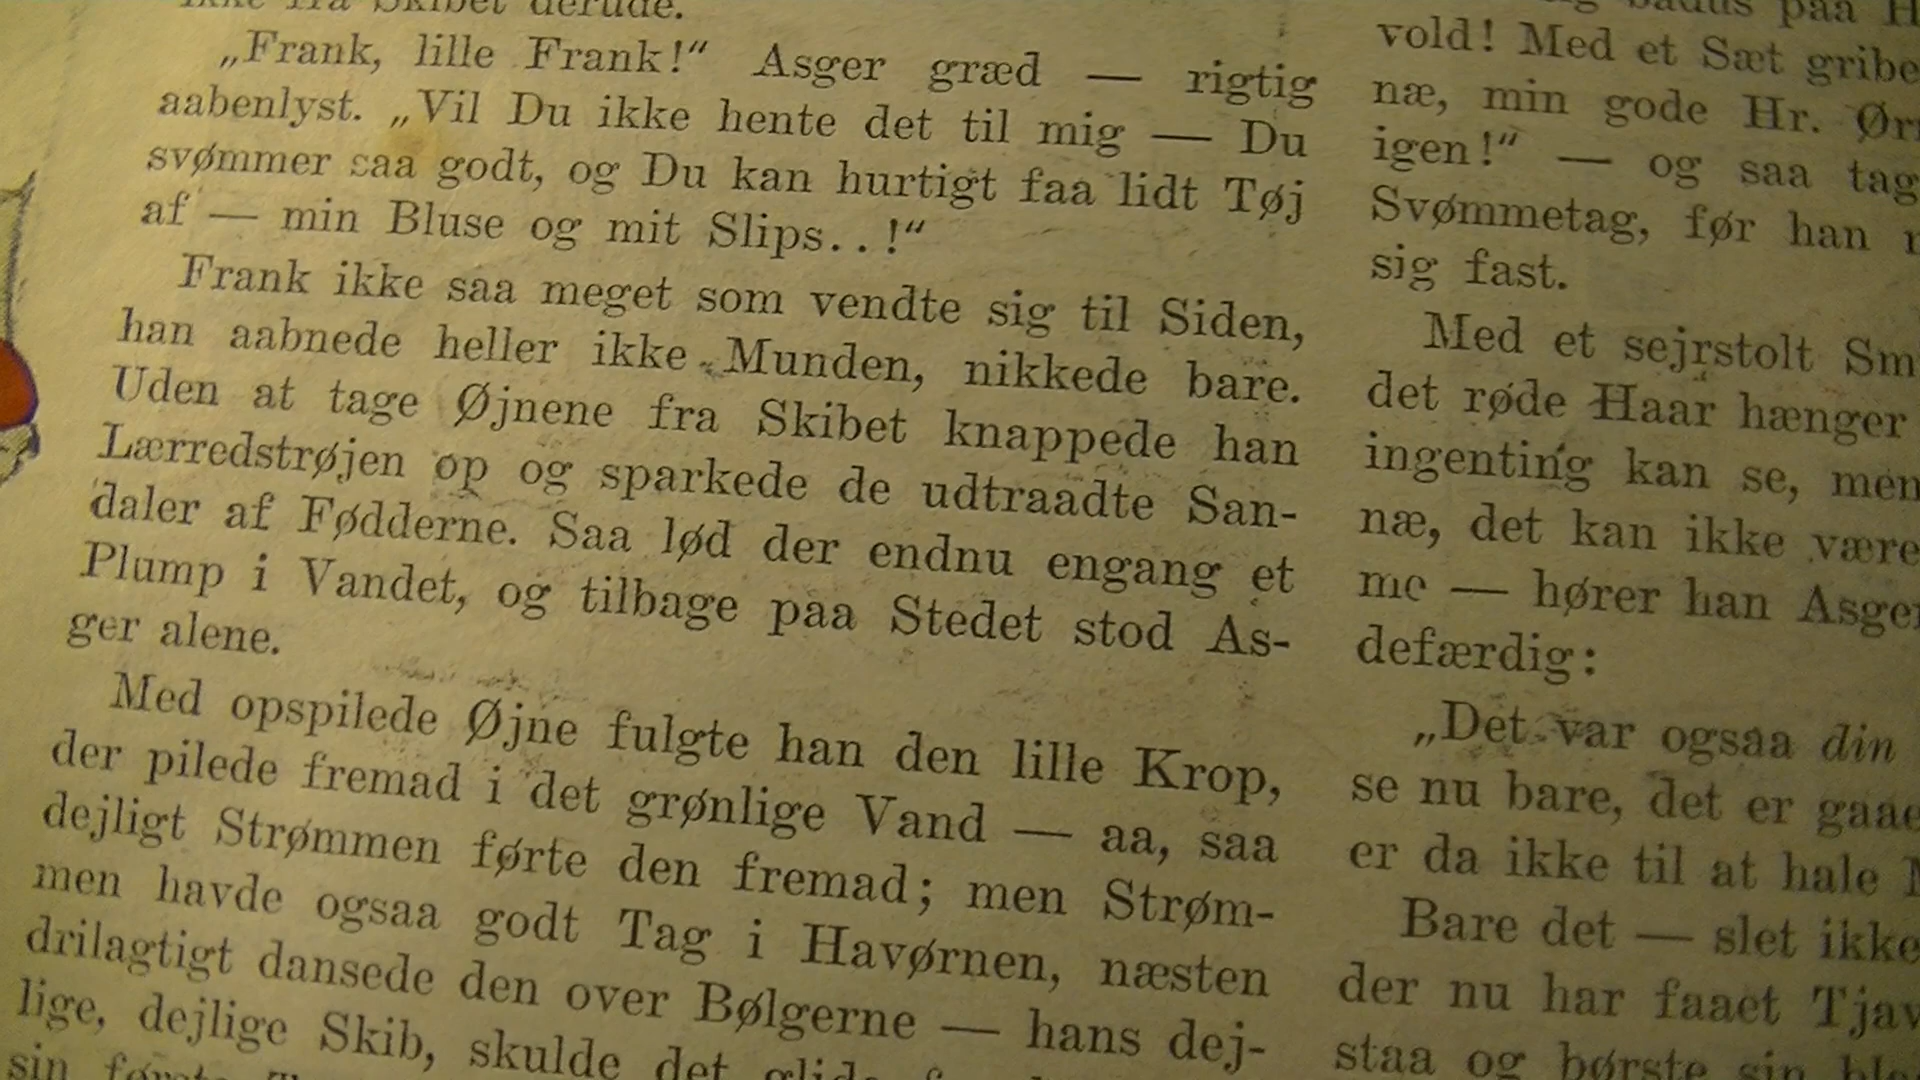 ikke fra Skibet derude.
„Frank, lille Frank!“ Asger græd — rigtig
aabenlyst. „Vil Du ikke hente det til mig — Du
svømmer saa godt, og Du kan hurtigt faa lidt Tøj
af — min Bluse og mit Slips. . !“
Frank ikke saa meget som vendte sig til Siden,
han aabnede heller ikke Munden, nikkede bare.
Uden at tage Øjnene fra Skibet knappede han
Lærredstrøjen op og sparkede de udtraadte San-
daler af Fødderne. Saa lød der endnu engang et
Plump i Vandet, og tilbage paa Stedet stod As-
ger alene.
Med opspilede Øjne fulgte han den lille Krop,
der pilede fremad i det grønlige Vand — aa, saa
dejligt Strømmen førte den fremad; men Strøm-
men havde ogsaa godt Tag i Havørnen, næsten
drilagtigt dansede den over Bølgerne — hans dej-
lige, dejlige Skib, skulde det
sin første
paa
vold! Med et Sæt gribe
næ, min gode Hr.
igen!“ — og saa tag
Svømmetag, før han
sig fast.
Med et sejrstolt
det røde Haar hænger
ingenting kan se, men
næ, det kan ikke være
me — hører han Asger
defærdig:
„Det var ogsaa din
se nu bare, det er gaae
er da ikke til at hale
Bare det — slet ikke
der nu har faaet
staa og børste sin